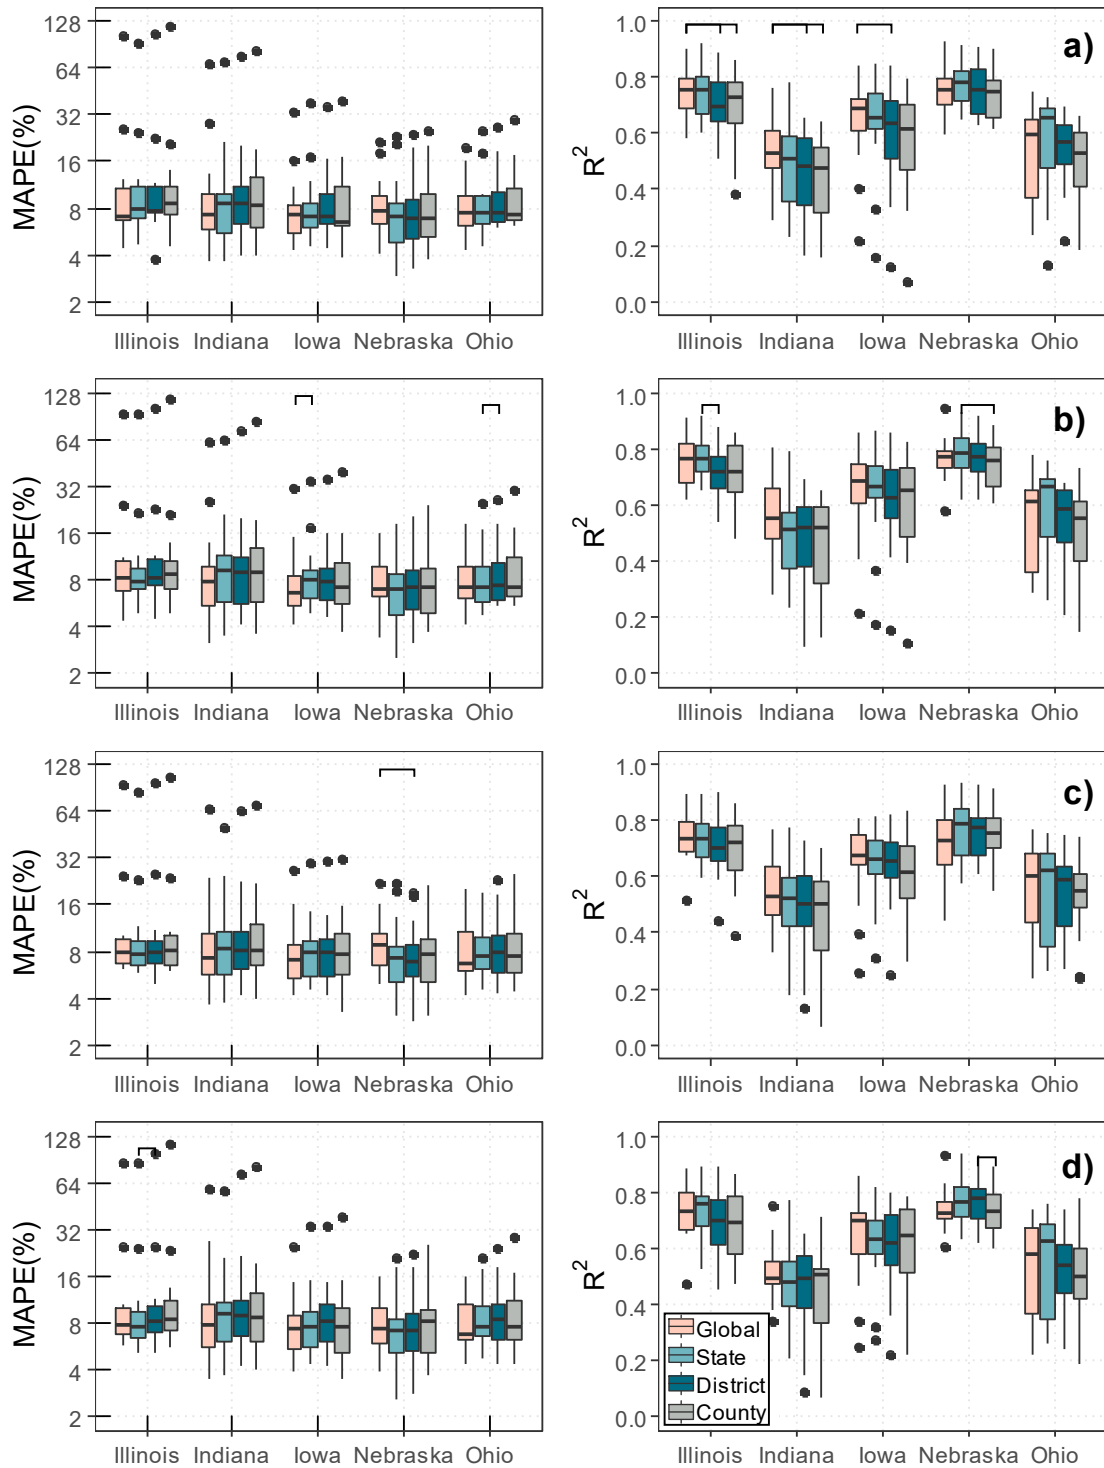 MAPE(%)
128
64
32
16
8
4
2
Illinois Indiana Iowa Nebraska Ohio
R²
1.0
0.8
0.6
0.4
0.2
0.0
a)
Illinois Indiana Iowa Nebraska Ohio
MAPE(%)
128
64
32
16
8
4
2
Illinois Indiana Iowa Nebraska Ohio
R²
1.0
0.8
0.6
0.4
0.2
0.0
b)
Illinois Indiana Iowa Nebraska Ohio
MAPE(%)
128
64
32
16
8
4
2
Illinois Indiana Iowa Nebraska Ohio
R²
1.0
0.8
0.6
0.4
0.2
0.0
c)
Illinois Indiana Iowa Nebraska Ohio
MAPE(%)
128
64
32
16
8
4
2
Illinois Indiana Iowa Nebraska Ohio
R²
1.0
0.8
0.6
0.4
0.2
0.0
d)
Global
State
District
County
Illinois Indiana Iowa Nebraska Ohio